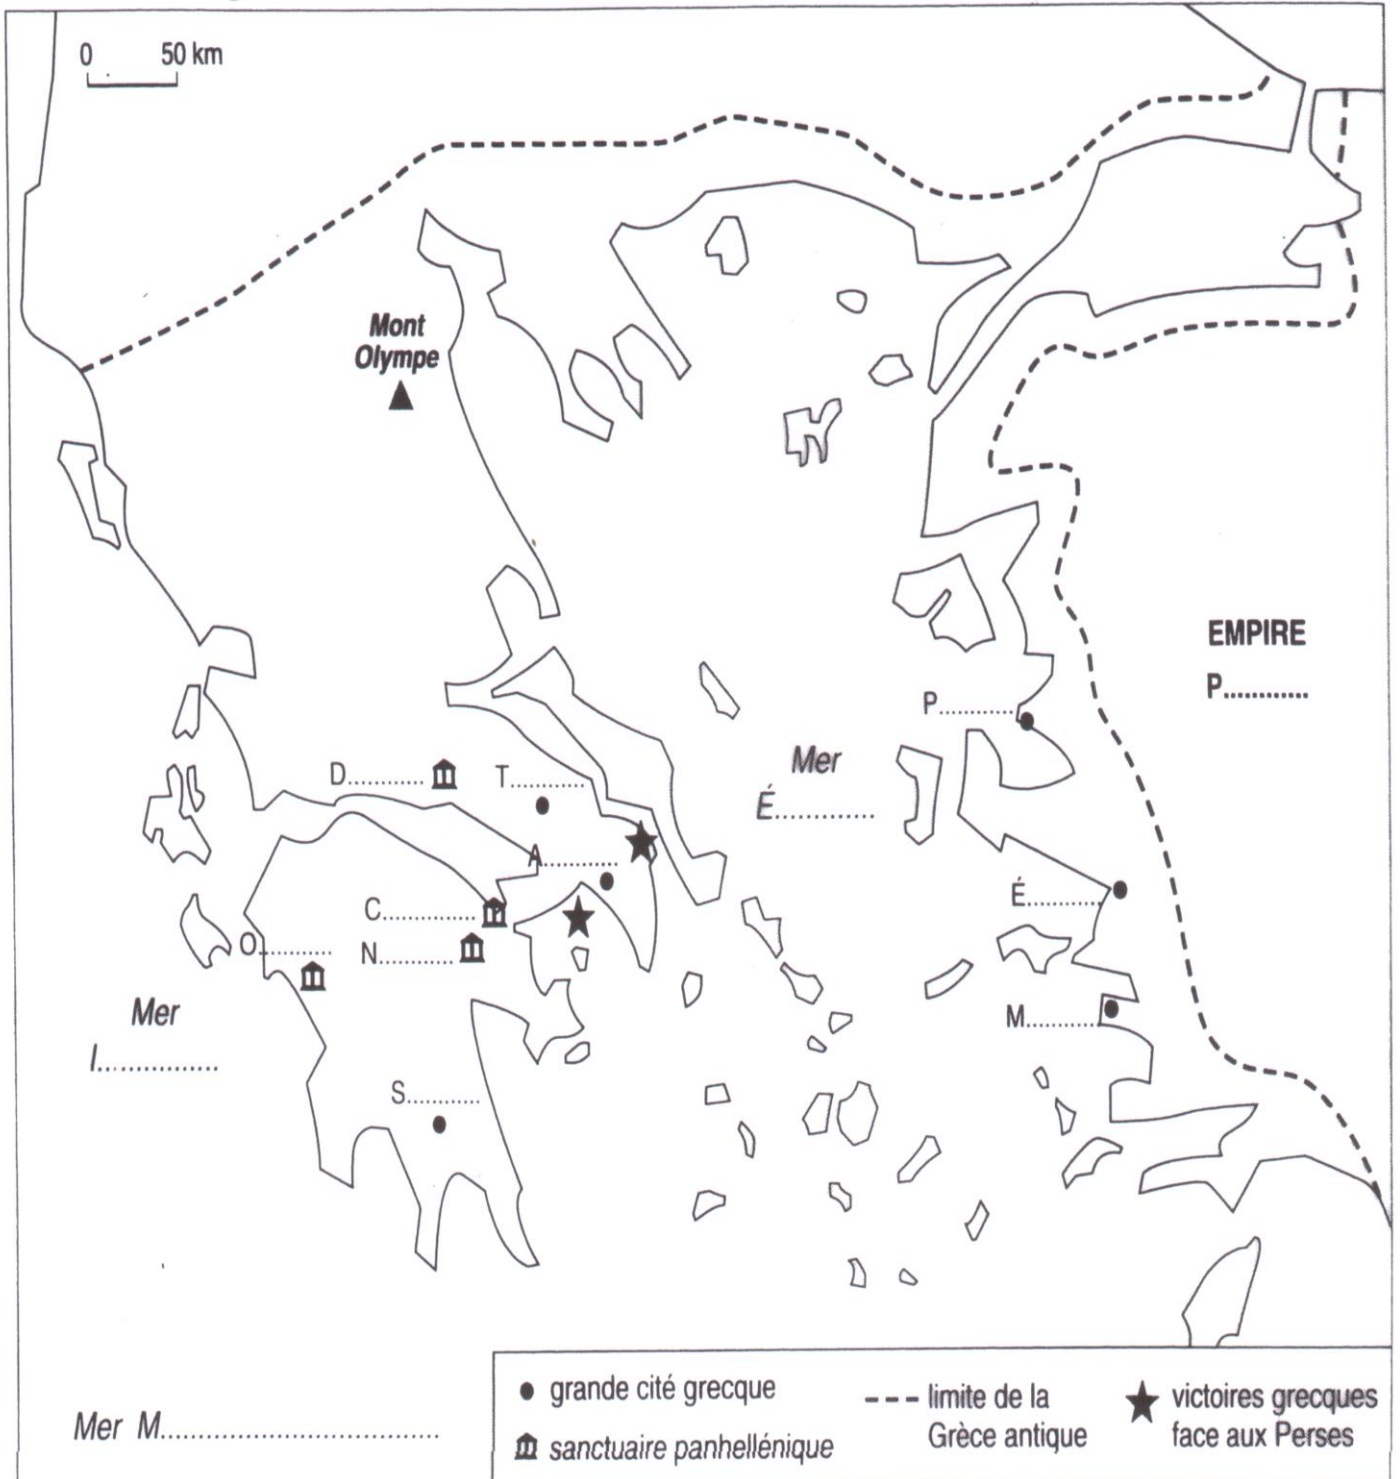 0 50 km
Mont
Olympe
EMPIRE
P............
P..........
Mer
É.............
D...........
T..........
A..........
É..........
C.............
O..........
N..........
M..........
Mer
I...............
S..........
Mer M....................................
grande cité grecque
sanctuaire panhellénique
limite de la
Grèce antique
victoires grecques
face aux Perses